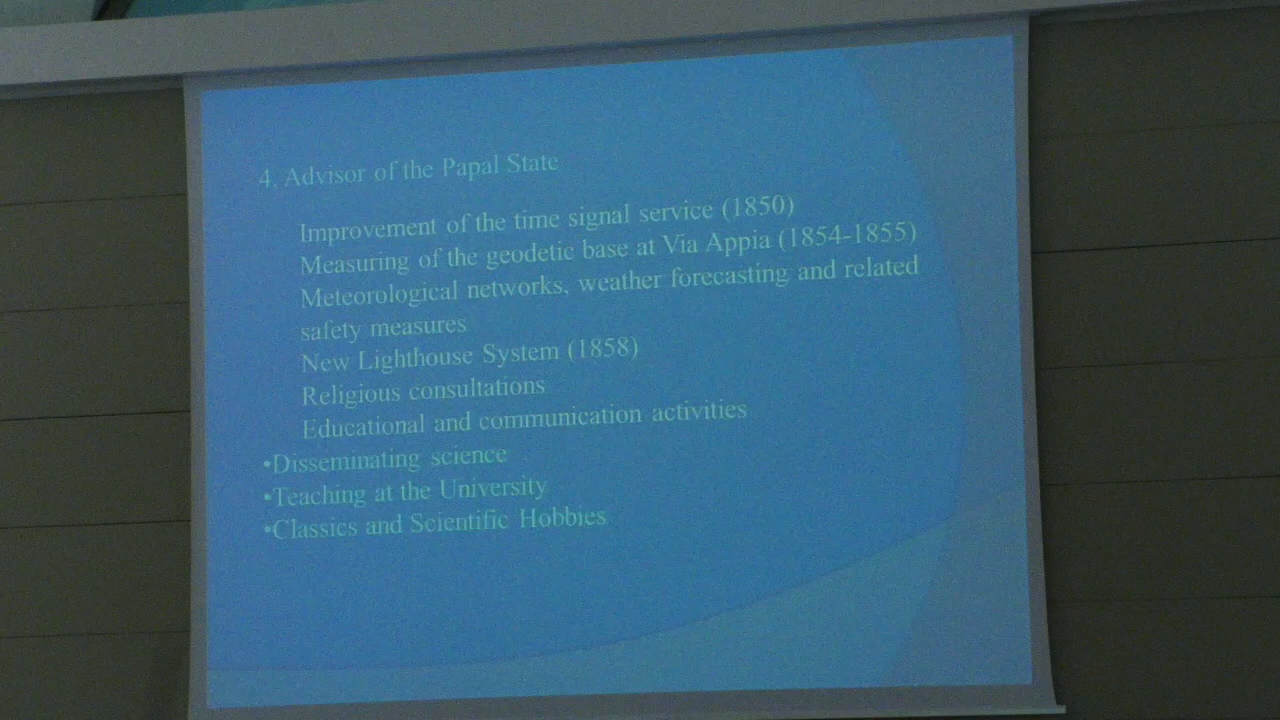 4. Advisor of the Papal State
Improvement of the time signal service (1850)
Measuring of the geodetic base at Via Appia (1854-1855)
Meteorological networks, weather forecasting and related
safety measures
New Lighthouse System (1858)
Religious consultations
Educational and communication activities
•Disseminating science
•Teaching at the University
•Classics and Scientific Hobbies